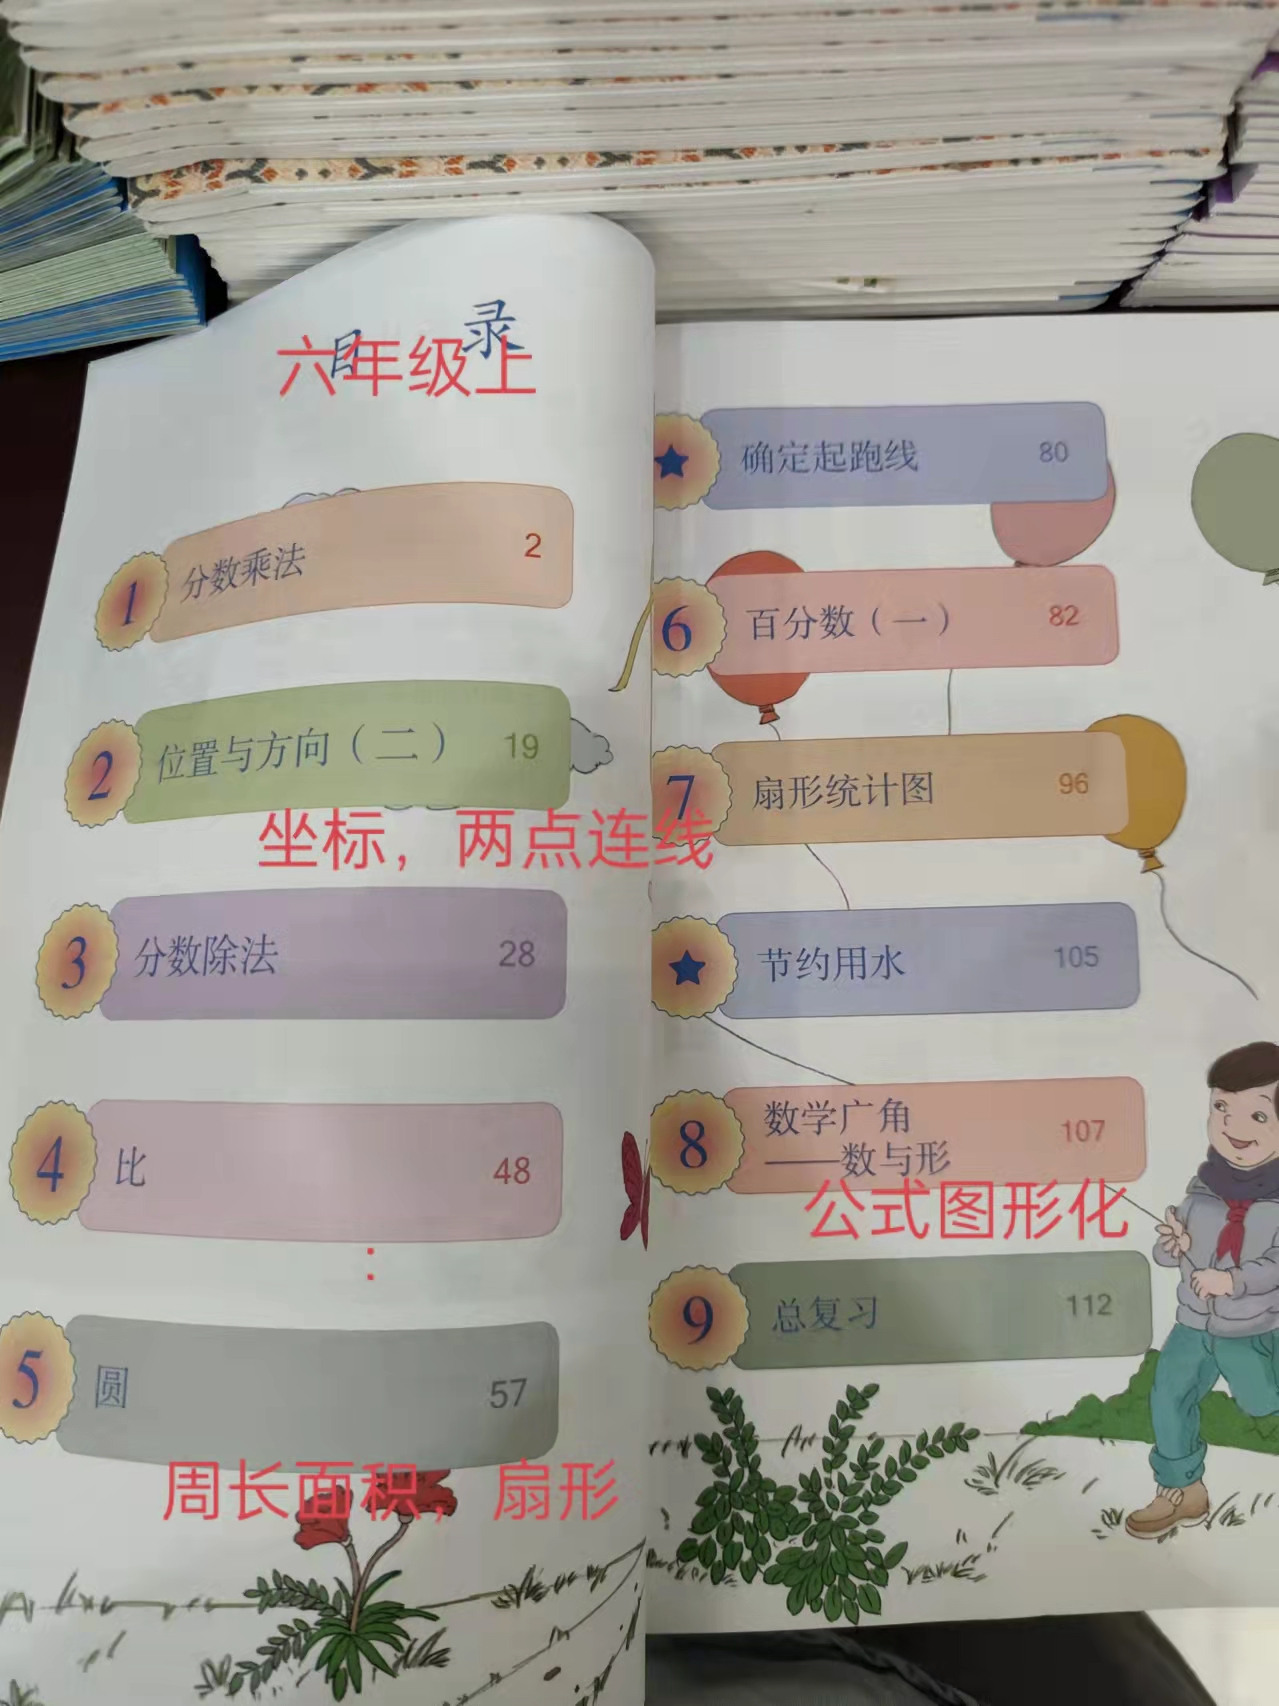 目 录
六年级上
1 分数乘法 2
2 位置与方向（二） 19
坐标，两点连线
3 分数除法 28
4 比 48
：
5 圆 57
周长面积，扇形
★ 确定起跑线 80
6 百分数（一） 82
7 扇形统计图 96
★ 节约用水 105
8 数学广角
——数与形 107
公式图形化
9 总复习 112